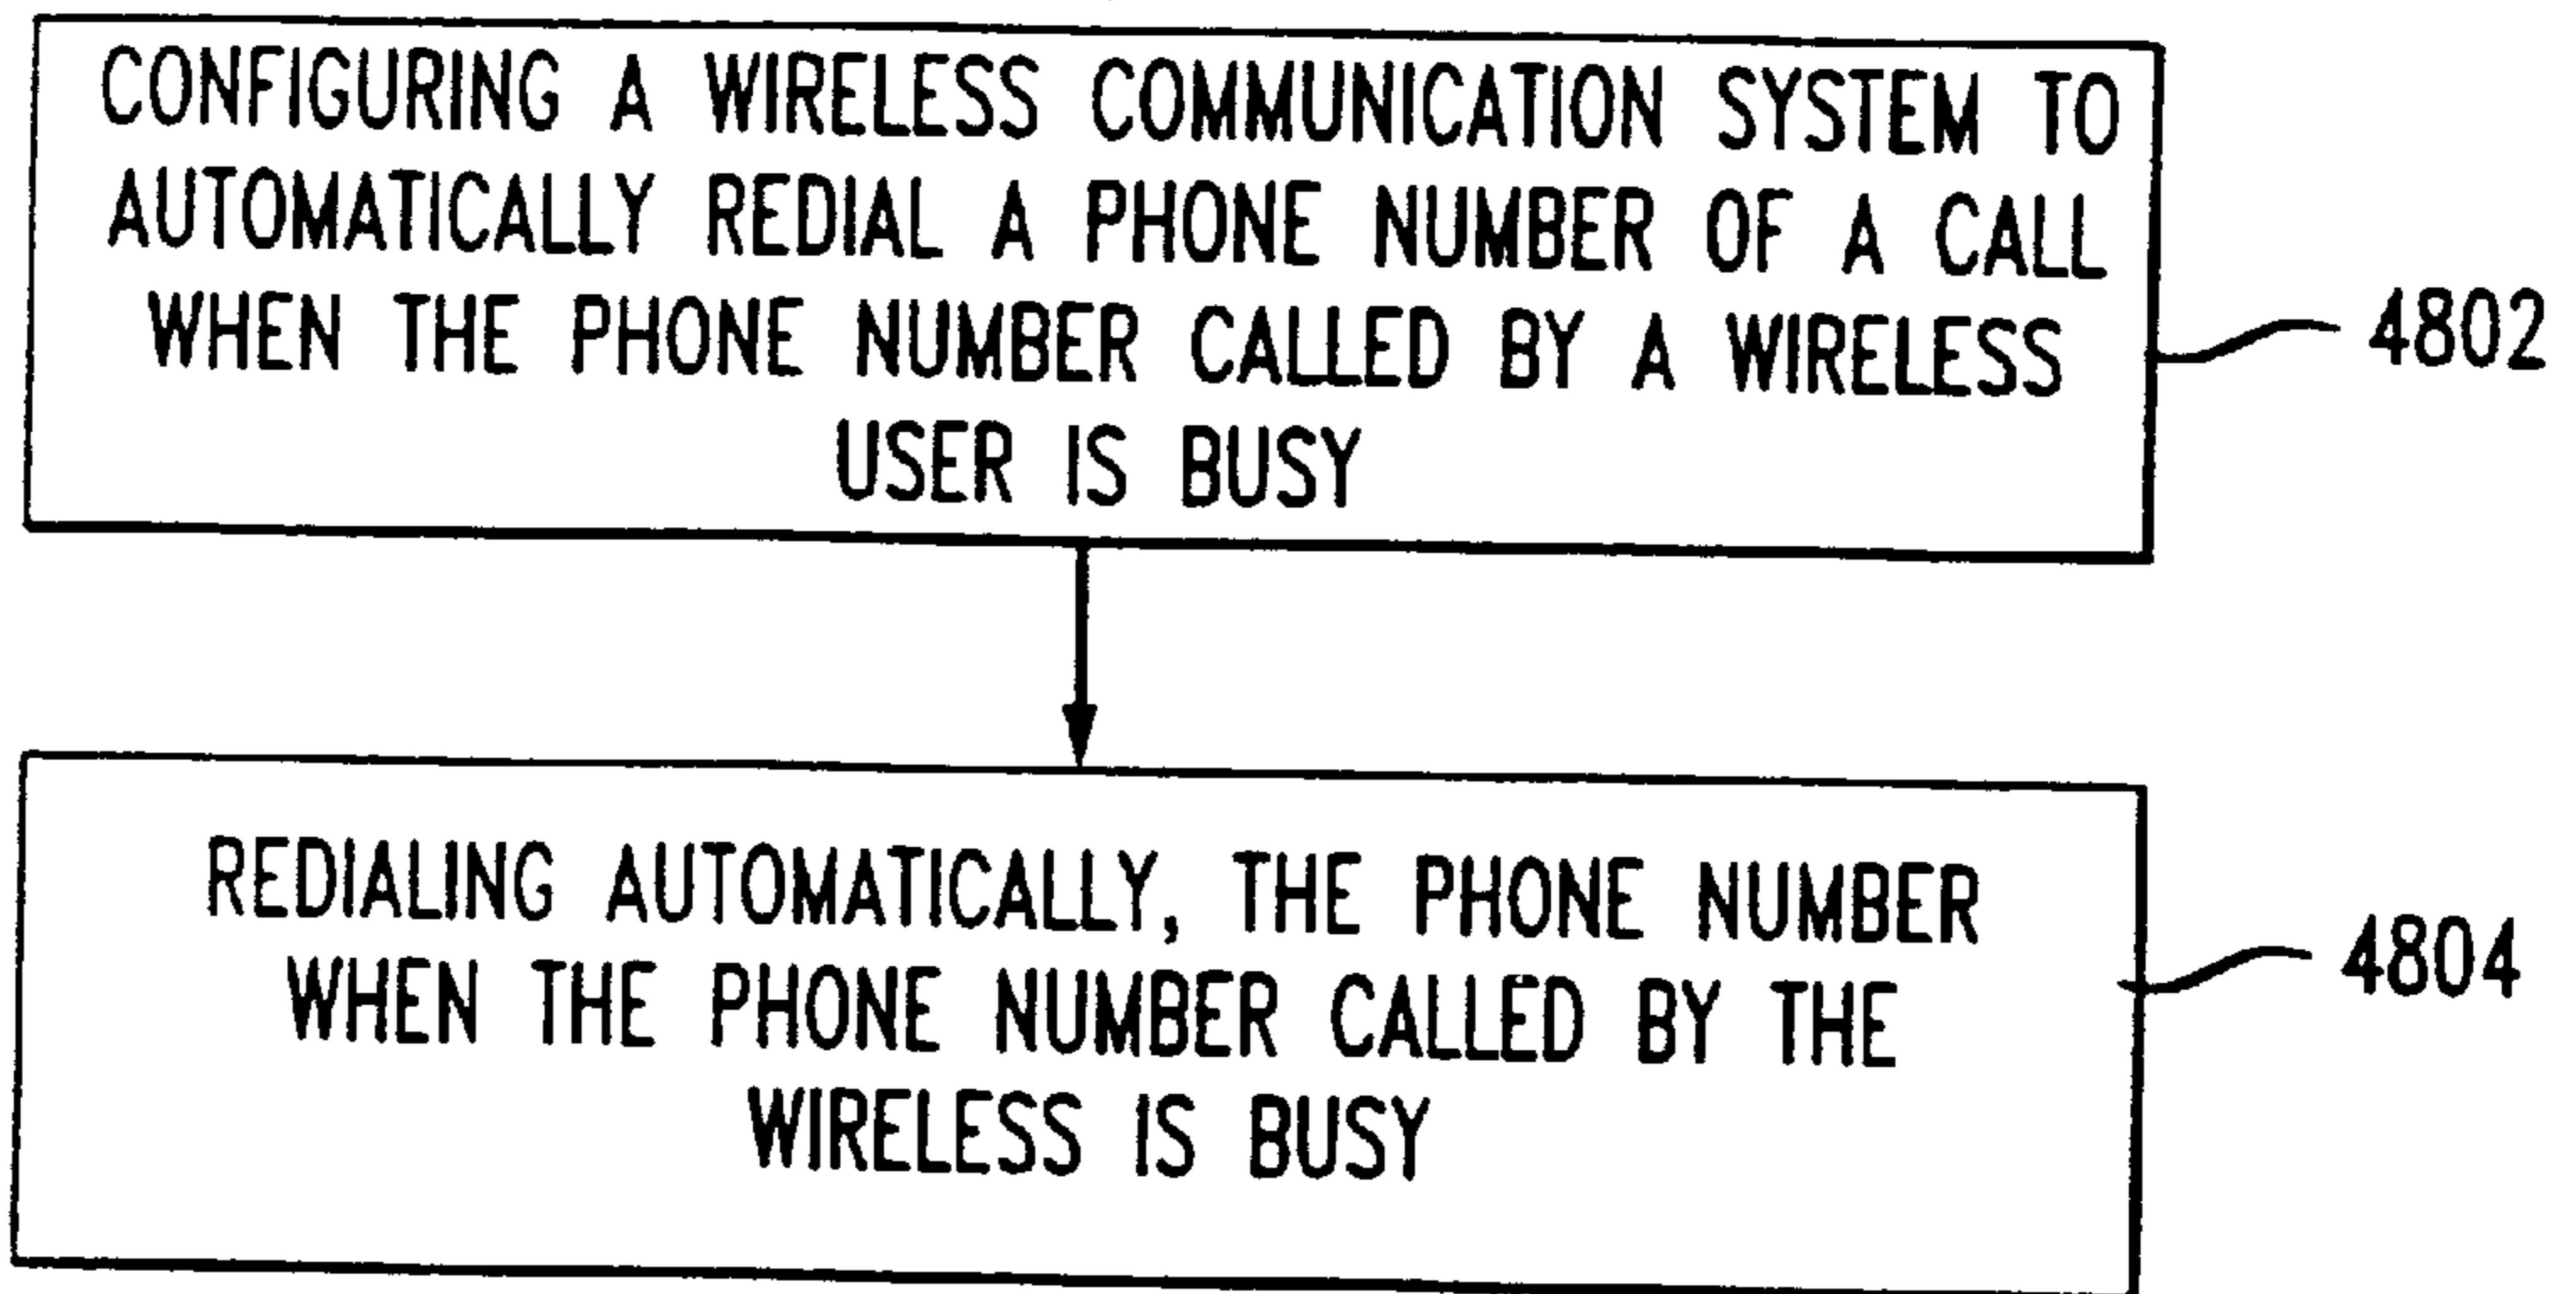 CONFIGURING A WIRELESS COMMUNICATION SYSTEM TO
AUTOMATICALLY REDIAL A PHONE NUMBER OF A CALL
WHEN THE PHONE NUMBER CALLED BY A WIRELESS
USER IS BUSY
4802
REDIALING AUTOMATICALLY, THE PHONE NUMBER
WHEN THE PHONE NUMBER CALLED BY THE
WIRELESS IS BUSY
4804